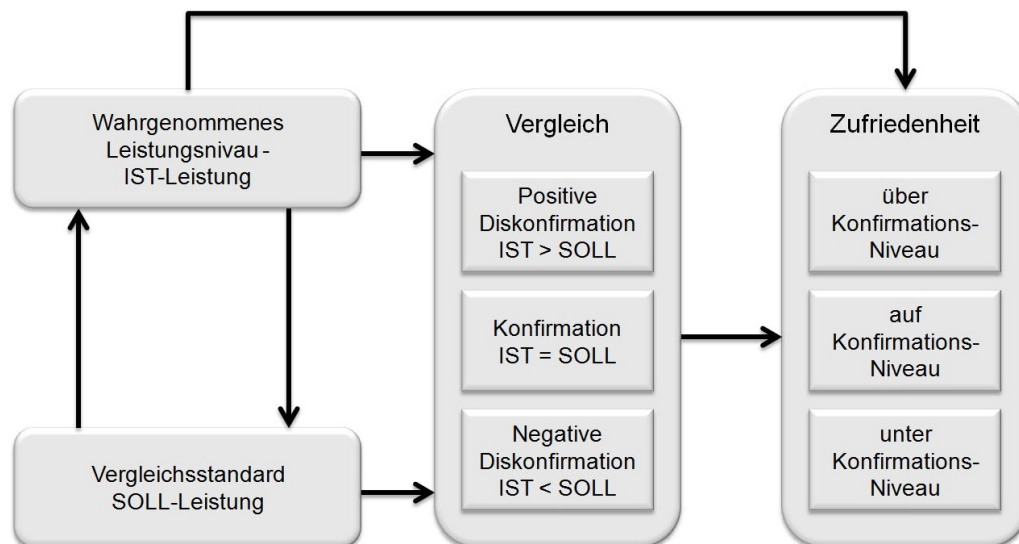 Wahrgenommenes
Leistungsnivau -
IST-Leistung
Vergleichsstandard
SOLL-Leistung
Vergleich
Positive
Diskonfirmation
IST > SOLL
Konfirmation
IST = SOLL
Negative
Diskonfirmation
IST < SOLL
Zufriedenheit
über
Konfirmations-
Niveau
auf
Konfirmations-
Niveau
unter
Konfirmations-
Niveau